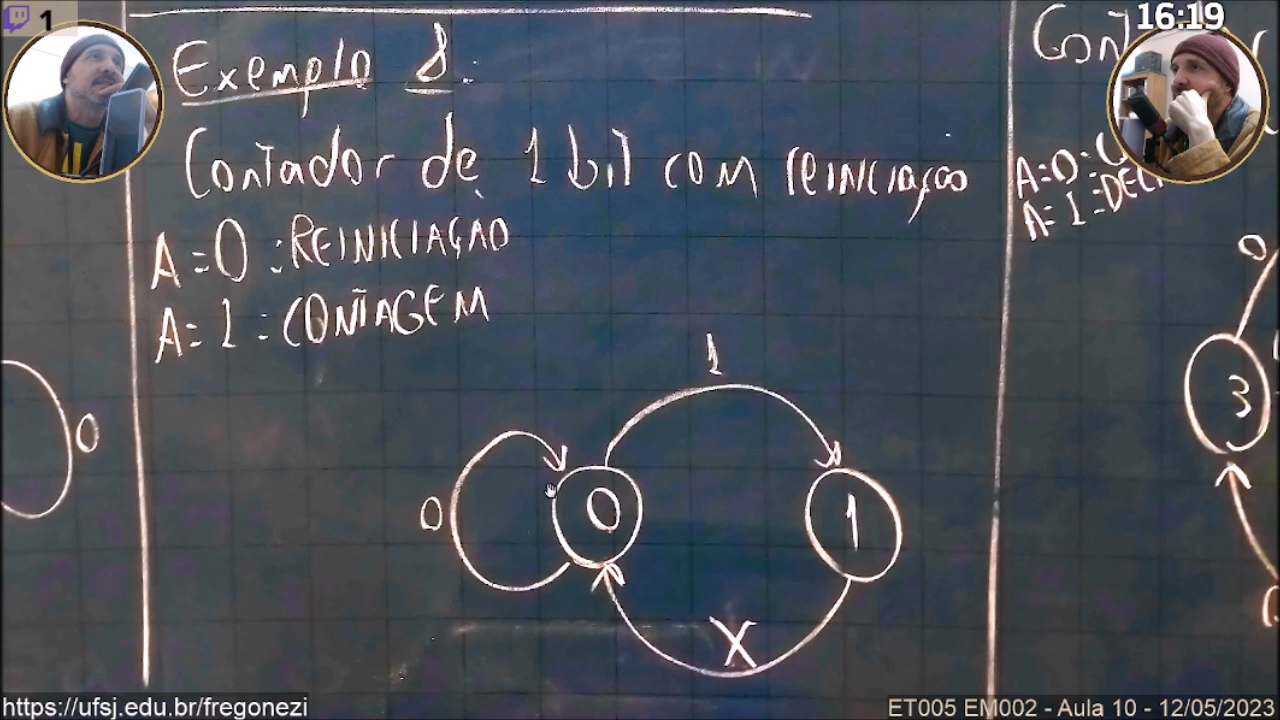 1
16:19
Exemplo 8:
Contador de 1 bit com reiniciação
A=0: REINICIAÇÃO
A=1: CONTAGEM
1
0
0
1
X
0
A=0:
A=1:
0
3
https://ufsj.edu.br/fregonezi
ET005 EM002 - Aula 10 - 12/05/2023